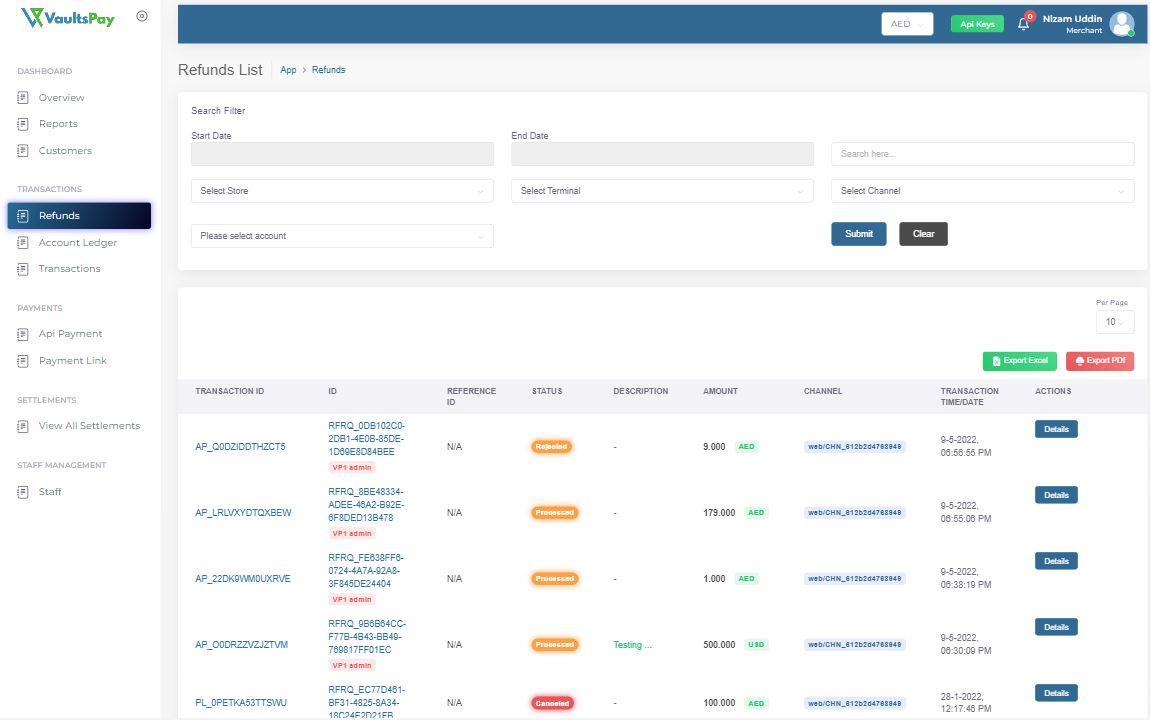 VaultsPay
AED
Api Keys
0
Nizam Uddin
Merchant
DASHBOARD
Overview
Reports
Customers
TRANSACTIONS
Refunds
Account Ledger
Transactions
PAYMENTS
Api Payment
Payment Link
SETTLEMENTS
View All Settlements
STAFF MANAGEMENT
Staff
Refunds List
App > Refunds
Search Filter
Start Date
End Date
Search here...
Select Store
Select Terminal
Select Channel
Please select account
Submit
Clear
Per Page
10
Export Excel
Export PDF
TRANSACTION ID
ID
REFERENCE
ID
STATUS
DESCRIPTION
AMOUNT
CHANNEL
TRANSACTION
TIME/DATE
ACTIONS
AP_Q0DZIDDTHZCT5
RFRQ_0DB102C0-
2DB1-4E0B-85DE-
1D69E8D84BEE
VP1 admin
N/A
Rejected
-
9.000 AED
web/CHN_612b2d4768949
9-5-2022,
06:56:55 PM
Details
AP_LRLVXYDTQXBEW
RFRQ_8BE48334-
ADEE-46A2-B92E-
6F8DED13B478
VP1 admin
N/A
Processed
-
179.000 AED
web/CHN_612b2d4768949
9-5-2022,
06:55:06 PM
Details
AP_22DK9WM0UXRVE
RFRQ_FE638FF6-
0724-4A7A-92A8-
3F845DE24404
VP1 admin
N/A
Processed
-
1.000 AED
web/CHN_612b2d4768949
9-5-2022,
06:38:19 PM
Details
AP_O0DRZZVZJZTVM
RFRQ_9B6B64CC-
F77B-4B43-BB49-
769817FF01EC
VP1 admin
N/A
Processed
Testing ...
500.000 USD
web/CHN_612b2d4768949
9-5-2022,
06:30:09 PM
Details
PL_0PETKA53TTSWU
RFRQ_EC77D461-
BF31-4825-8A34-
18C24F2D21FB
N/A
Canceled
-
100.000 AED
web/CHN_612b2d4768949
28-1-2022,
12:17:46 PM
Details